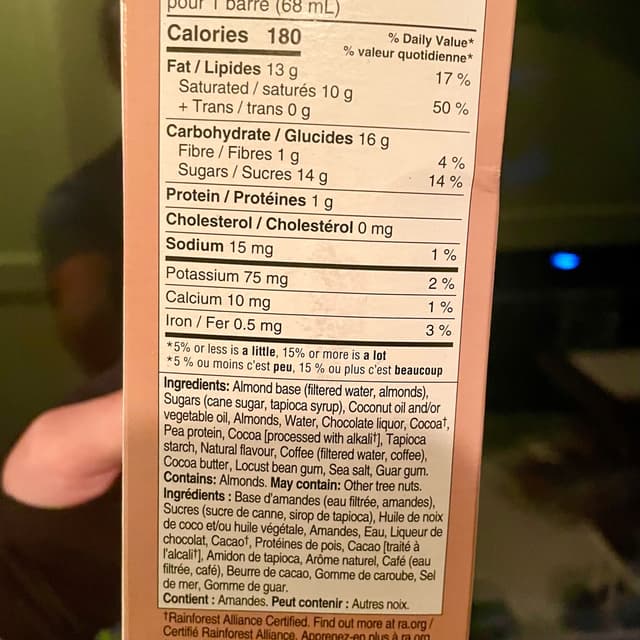 pour 1 barre (68 mL)
Calories 180
% Daily Value*
% valeur quotidienne*
Fat / Lipides 13 g 17 %
Saturated / saturés 10 g
+ Trans / trans 0 g 50 %
Carbohydrate / Glucides 16 g
Fibre / Fibres 1 g 4 %
Sugars / Sucres 14 g 14 %
Protein / Protéines 1 g
Cholesterol / Cholestérol 0 mg
Sodium 15 mg 1 %
Potassium 75 mg 2 %
Calcium 10 mg 1 %
Iron / Fer 0.5 mg 3 %
*5% or less is a little, 15% or more is a lot
*5 % ou moins c'est peu, 15 % ou plus c'est beaucoup
Ingredients: Almond base (filtered water, almonds),
Sugars (cane sugar, tapioca syrup), Coconut oil and/or
vegetable oil, Almonds, Water, Chocolate liquor, Cocoa†,
Pea protein, Cocoa [processed with alkali†], Tapioca
starch, Natural flavour, Coffee (filtered water, coffee),
Cocoa butter, Locust bean gum, Sea salt, Guar gum.
Contains: Almonds. May contain: Other tree nuts.
Ingrédients : Base d'amandes (eau filtrée, amandes),
Sucres (sucre de canne, sirop de tapioca), Huile de noix
de coco et/ou huile végétale, Amandes, Eau, Liqueur de
chocolat, Cacao†, Protéines de pois, Cacao [traité à
l'alcali†], Amidon de tapioca, Arôme naturel, Café (eau
filtrée, café), Beurre de cacao, Gomme de caroube, Sel
de mer, Gomme de guar.
Contient : Amandes. Peut contenir : Autres noix.
†Rainforest Alliance Certified. Find out more at ra.org/
Certifié Rainforest Alliance. Apprenez-en plus à ra.org